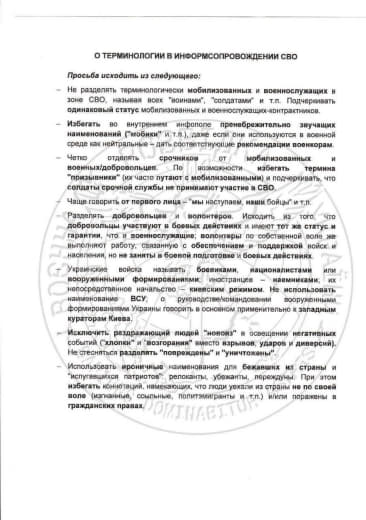 О ТЕРМИНОЛОГИИ В ИНФОРМСОПРОВОЖДЕНИИ СВО
Просьба исходить из следующего:
– Не разделять терминологически мобилизованных и военнослужащих в
зоне СВО, называя всех "воинами", "солдатами" и т.п. Подчеркивать
одинаковый статус мобилизованных и военнослужащих-контрактников.
– Избегать во внутреннем инфополе пренебрежительно звучащих
наименований ("мобики" и т.п.), даже если они используются в военной
среде как нейтральные – дать соответствующие рекомендации военкорам.
– Четко отделять срочников от мобилизованных и
военных/добровольцев. По возможности избегать термина
"призывники" (их часто путают с мобилизованными) и подчеркивать, что
солдаты срочной службы не принимают участие в СВО.
– Чаще говорить от первого лица – "мы наступаем, наши бойцы" и т.п.
– Разделять добровольцев и волонтеров. Исходить из того, что
добровольцы участвуют в боевых действиях и имеют тот же статус и
гарантии, что и военнослужащие; волонтеры по собственной воле же
выполняют работу, связанную с обеспечением и поддержкой войск и
населения, но не заняты в боевой подготовке и боевых действиях.
– Украинские войска называть боевиками, националистами или
вооруженными формированиями; иностранцев – наемниками; их
непосредственное начальство – киевским режимом. Не использовать
наименование ВСУ, о руководстве/командовании вооруженными
формированиями Украины говорить в основном применительно к западным
кураторам Киева.
– Исключить раздражающий людей "новояз" в освещении негативных
событий ("хлопки" и "возгорания" вместо взрывов, ударов и диверсий).
Не стесняться разделять "повреждены" и "уничтожены".
– Использовать ироничные наименования для бежавших из страны и
"испугавшихся патриотов": релоканты, убежанты, переждуны. При этом
избегать коннотаций, намекающих, что люди уехали из страны не по своей
воле (изгнанные, ссыльные, политэмигранты и т.п.) и/или поражены в
гражданских правах.
DOMINABITUR